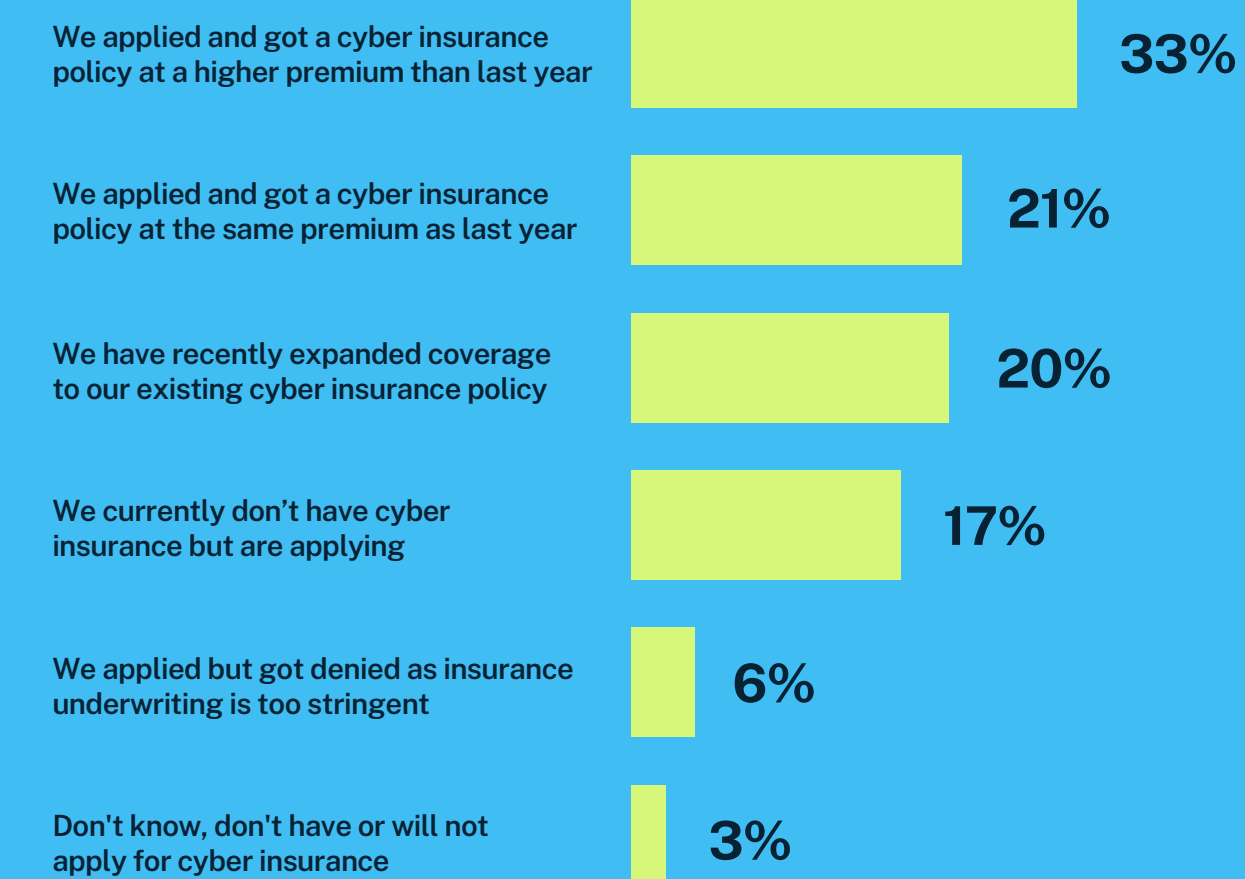 We applied and got a cyber insurance
policy at a higher premium than last year
33%
We applied and got a cyber insurance
policy at the same premium as last year
21%
We have recently expanded coverage
to our existing cyber insurance policy
20%
We currently don’t have cyber
insurance but are applying
17%
We applied but got denied as insurance
underwriting is too stringent
6%
Don't know, don't have or will not
apply for cyber insurance
3%